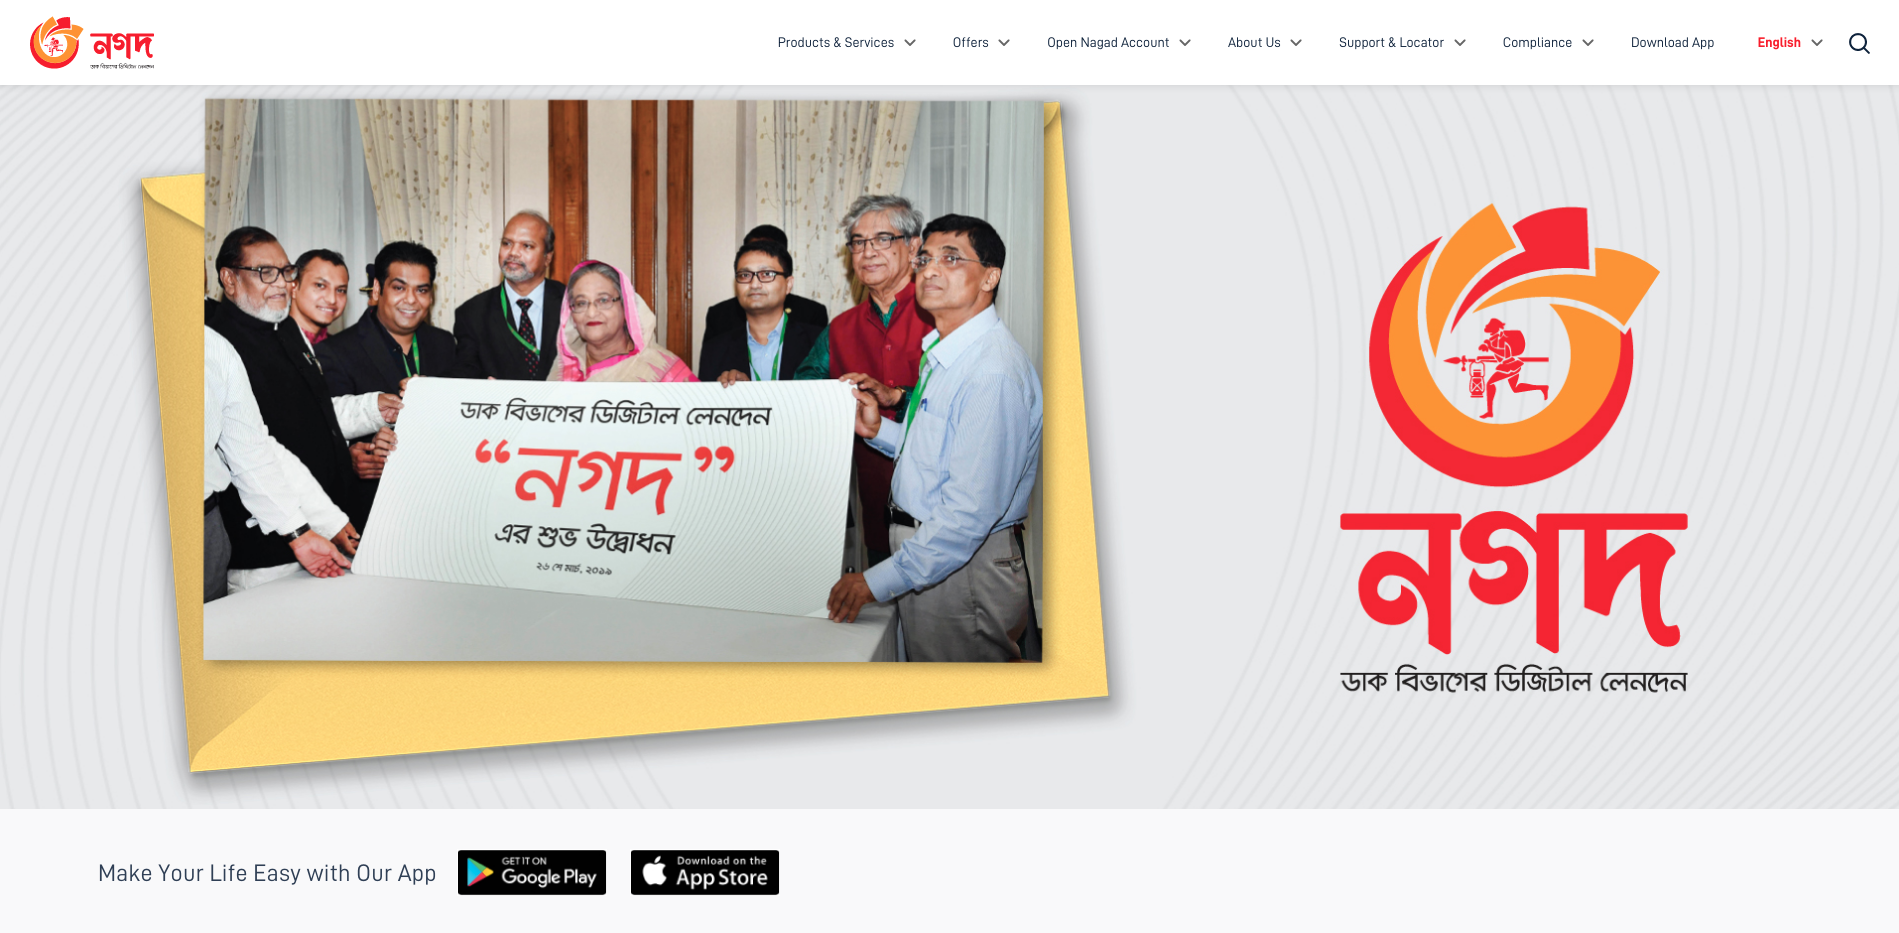 নগদ
ডাক বিভাগের ডিজিটাল লেনদেন
Products & Services
Offers
Open Nagad Account
About Us
Support & Locator
Compliance
Download App
English
ডাক বিভাগের ডিজিটাল লেনদেন
“নগদ”
এর শুভ উদ্বোধন
২৬ শে মার্চ, ২০১৯
নগদ
ডাক বিভাগের ডিজিটাল লেনদেন
Make Your Life Easy with Our App
GET IT ON
Google Play
Download on the
App Store